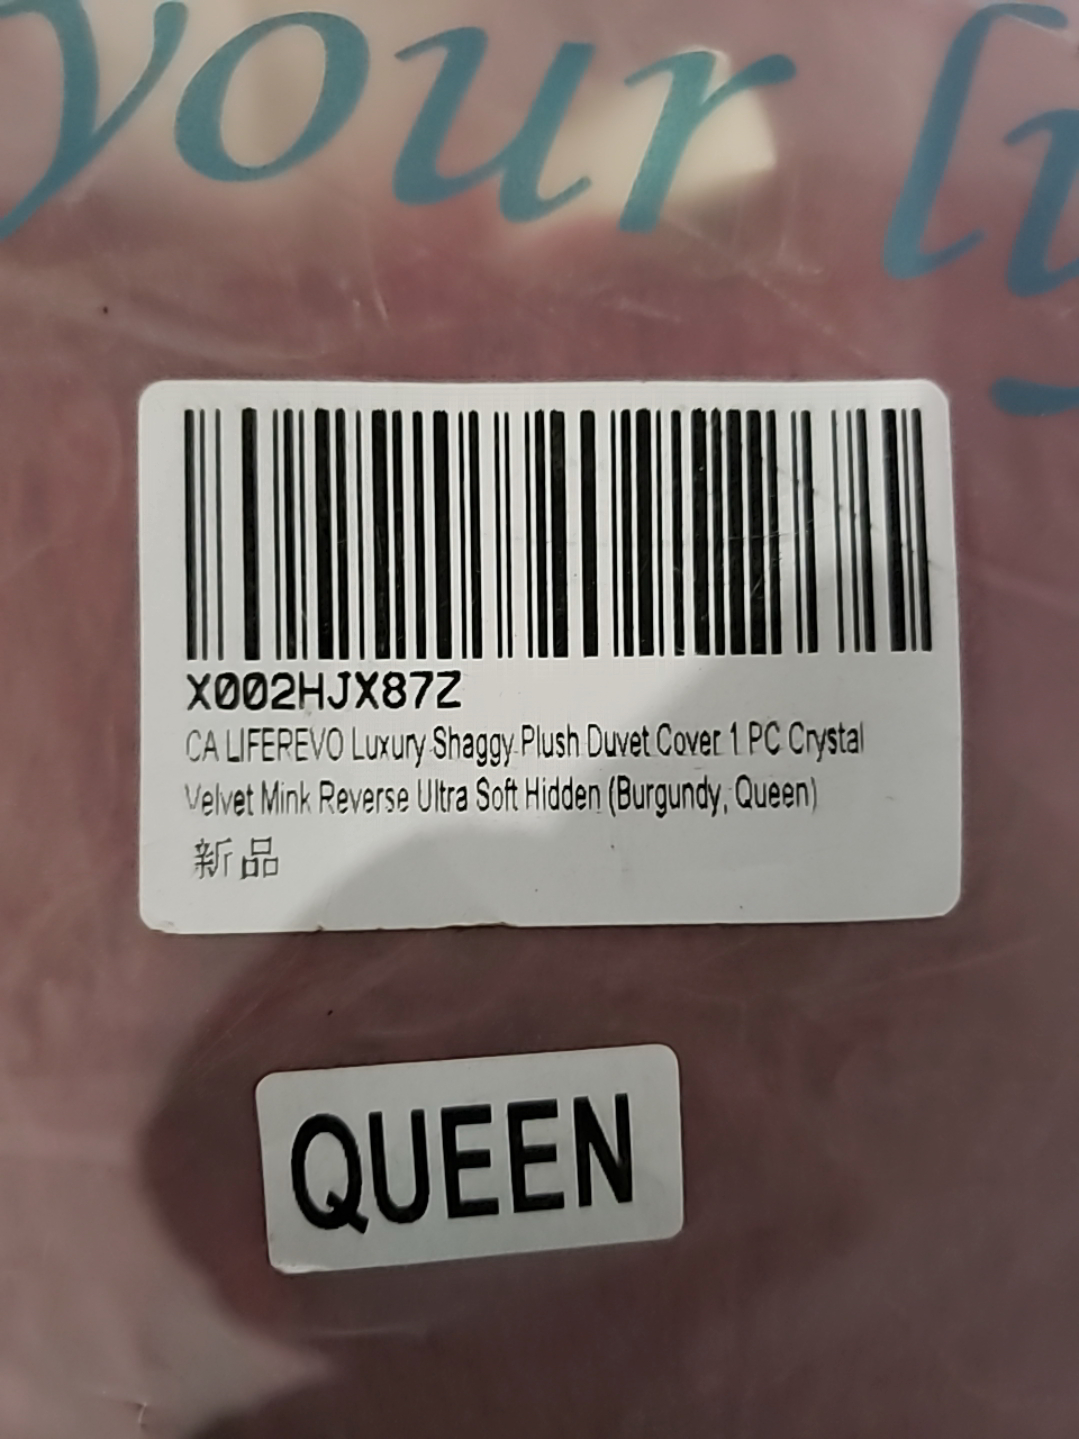 your
X002HJX87Z
CA LIFEREVO Luxury Shaggy Plush Duvet Cover 1 PC Crystal
Velvet Mink Reverse Ultra Soft Hidden (Burgundy, Queen)
新品
QUEEN